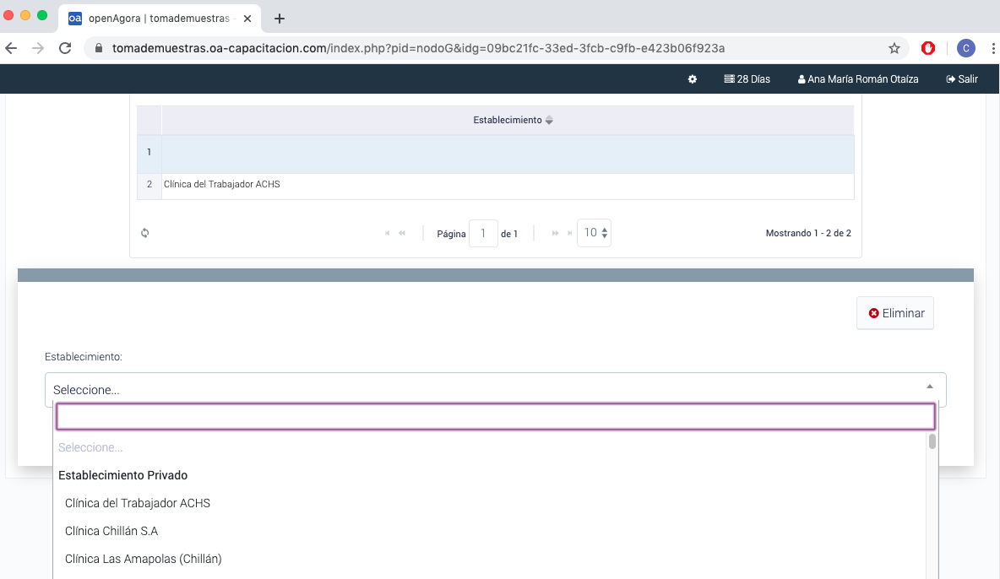 oa openAgora | tomademuestras -
tomademuestras.oa-capacitacion.com/index.php?pid=nodoG&idg=09bc21fc-33ed-3fcb-c9fb-e423b06f923a
C
28 Días Ana María Román Otaíza Salir
Establecimiento
1
2 Clínica del Trabajador ACHS
Página 1 de 1 10 Mostrando 1 - 2 de 2
Eliminar
Establecimiento:
Seleccione...
Seleccione...
Establecimiento Privado
Clínica del Trabajador ACHS
Clínica Chillán S.A
Clínica Las Amapolas (Chillán)